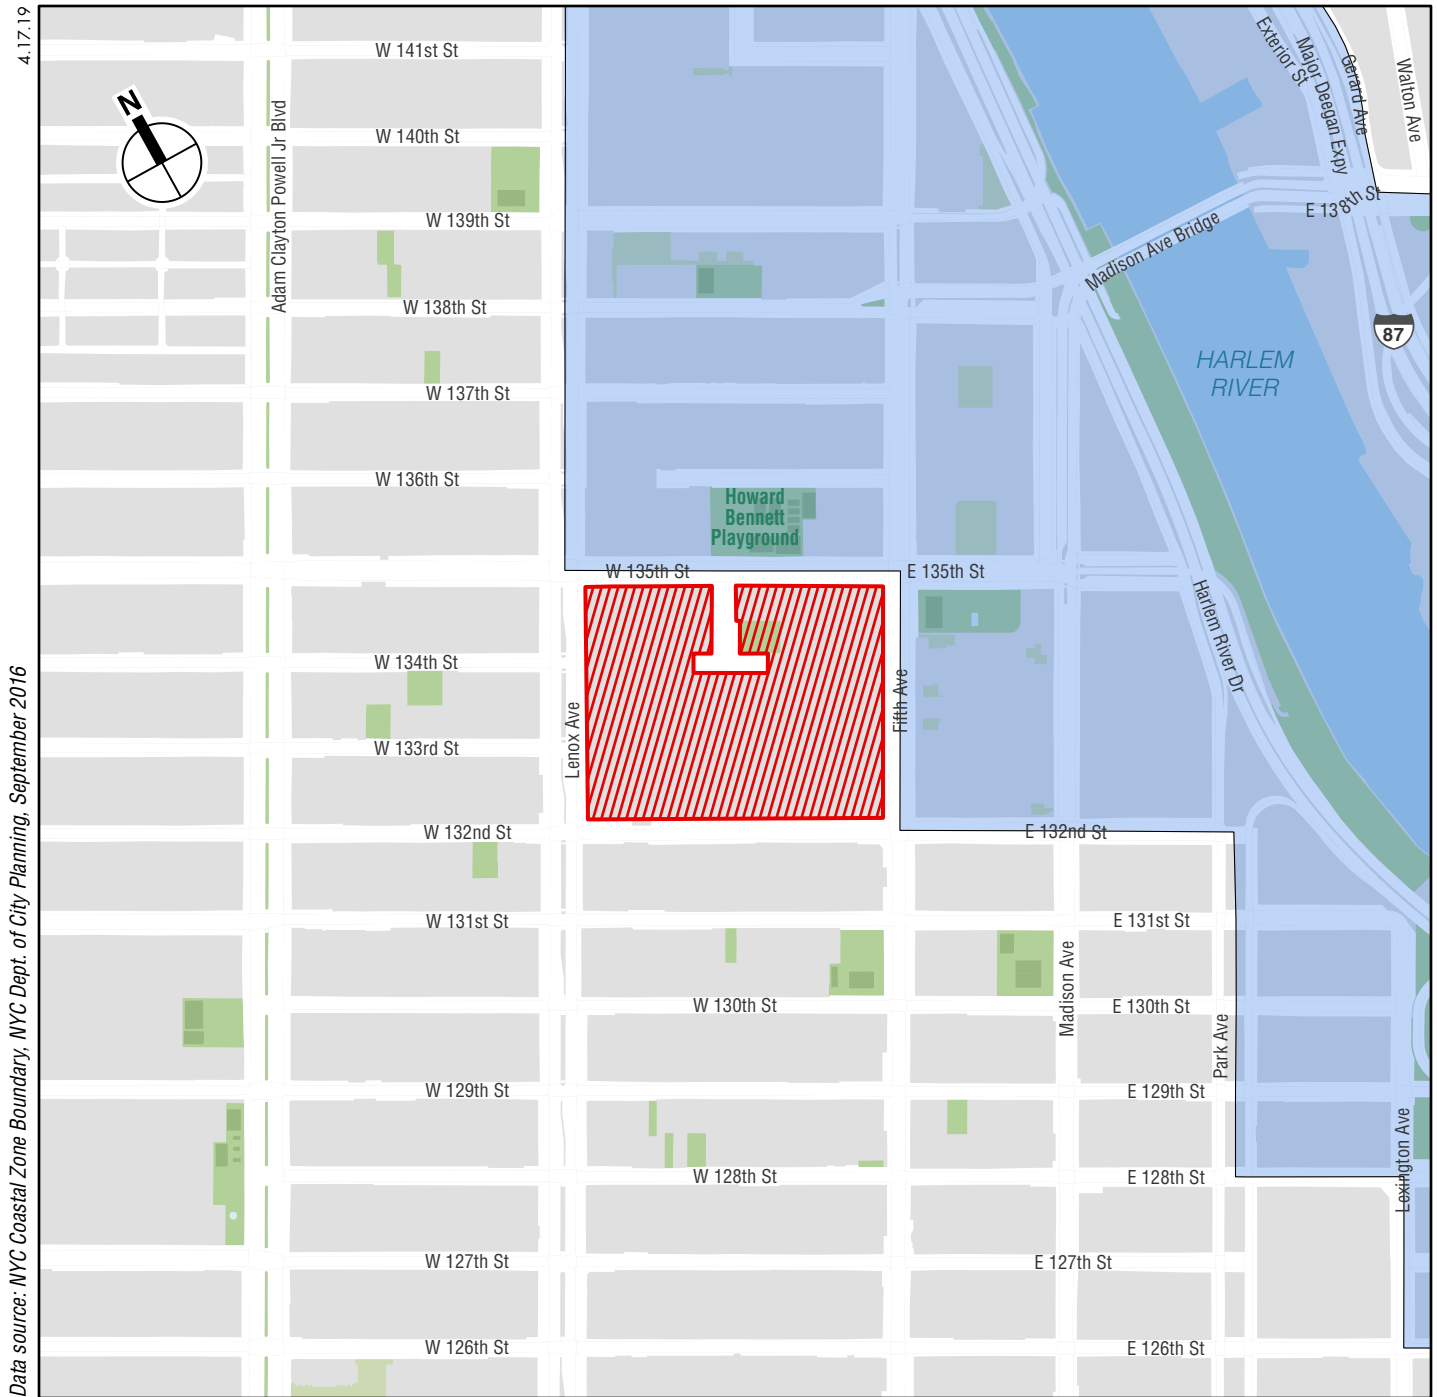 4.17.19
Data source: NYC Coastal Zone Boundary, NYC Dept. of City Planning, September 2016
N
W 141st St
W 140th St
W 139th St
W 138th St
W 137th St
W 136th St
W 135th St
E 135th St
W 134th St
W 133rd St
W 132nd St
E 132nd St
W 131st St
E 131st St
W 130th St
E 130th St
W 129th St
E 129th St
W 128th St
E 128th St
W 127th St
E 127th St
W 126th St
E 126th St
Adam Clayton Powell Jr Blvd
Lenox Ave
Fifth Ave
Madison Ave
Park Ave
Lexington Ave
Howard
Bennett
Playground
Harlem River Dr
Madison Ave Bridge
HARLEM
RIVER
Exterior St
Major Deegan Expy
Gerard Ave
Walton Ave
E 138th St
87